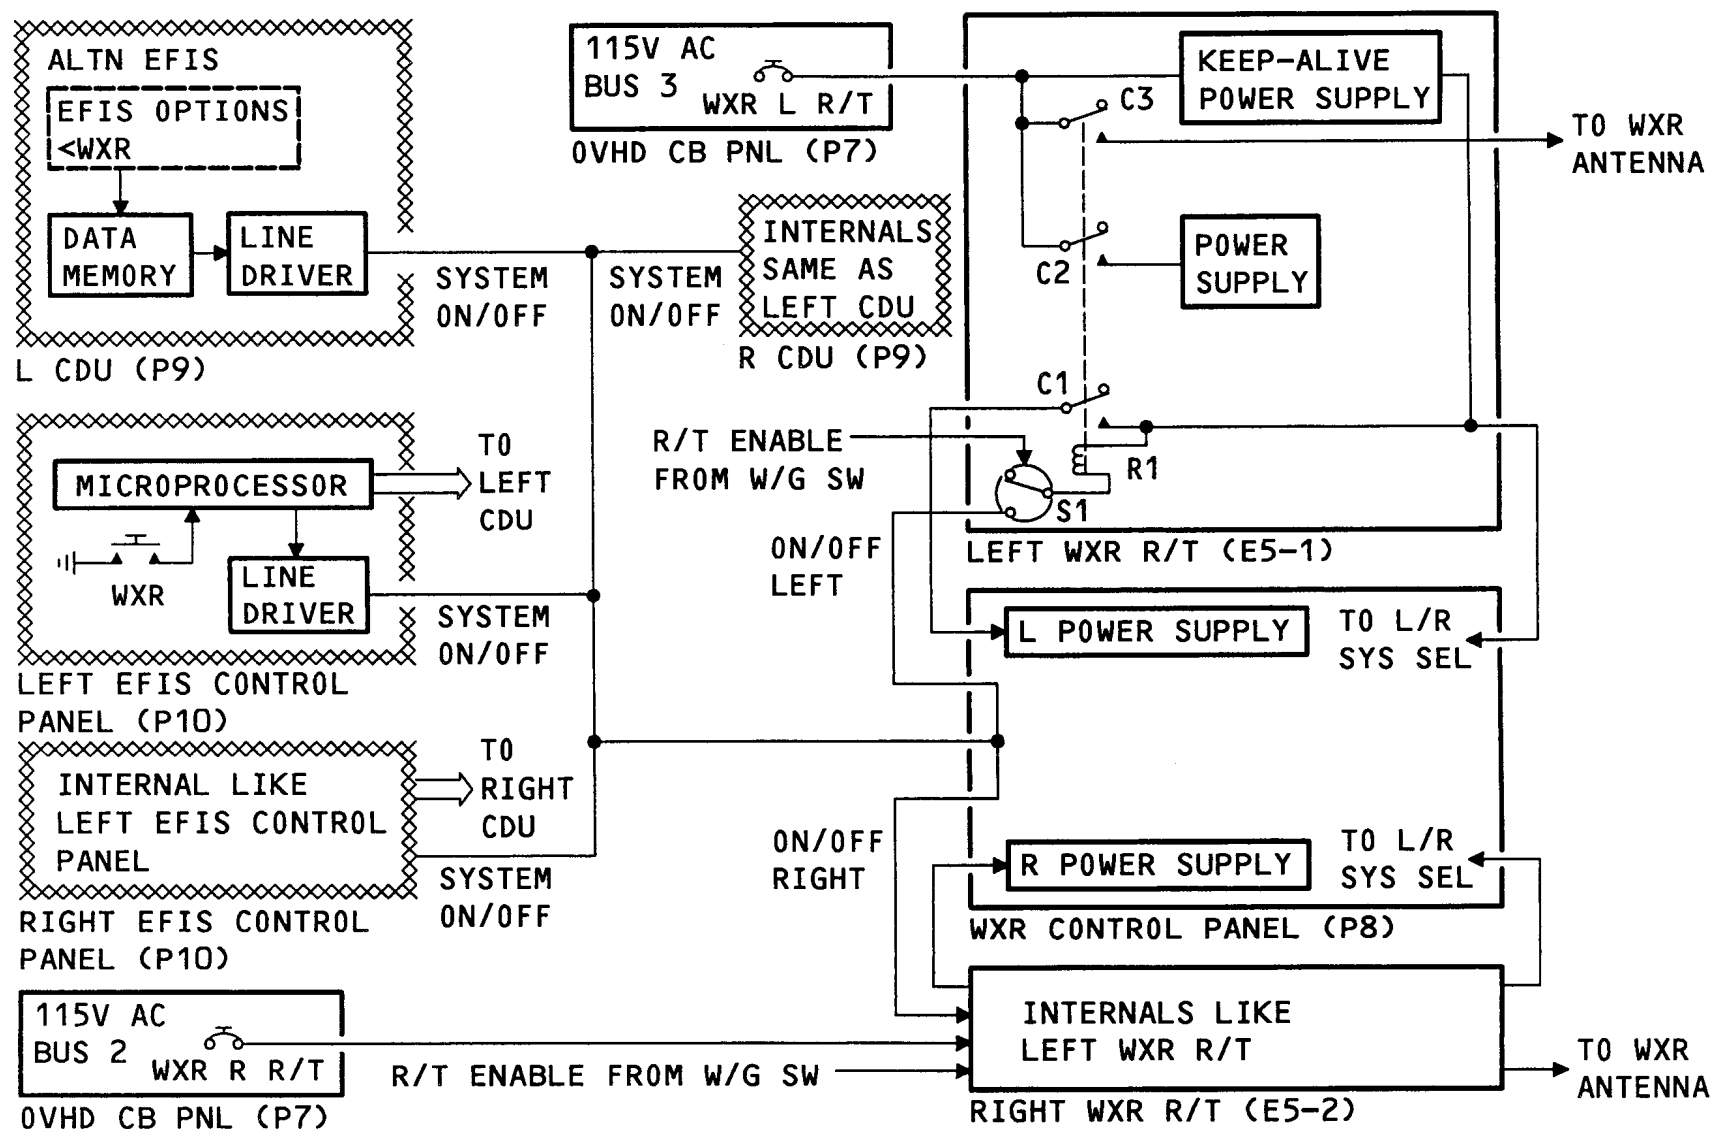 ALTN EFIS
EFIS OPTIONS
<WXR
DATA
MEMORY
LINE
DRIVER
SYSTEM
ON/OFF
L CDU (P9)
115V AC
BUS 3
WXR L R/T
OVHD CB PNL (P7)
SYSTEM
ON/OFF
INTERNALS
SAME AS
LEFT CDU
R CDU (P9)
KEEP-ALIVE
POWER SUPPLY
C3
TO WXR
ANTENNA
C2
POWER
SUPPLY
C1
R/T ENABLE
FROM W/G SW
R1
S1
LEFT WXR R/T (E5-1)
MICROPROCESSOR
TO
LEFT
CDU
WXR
LINE
DRIVER
SYSTEM
ON/OFF
LEFT EFIS CONTROL
PANEL (P10)
ON/OFF
LEFT
L POWER SUPPLY
TO L/R
SYS SEL
INTERNAL LIKE
LEFT EFIS CONTROL
PANEL
TO
RIGHT
CDU
SYSTEM
ON/OFF
RIGHT EFIS CONTROL
PANEL (P10)
ON/OFF
RIGHT
R POWER SUPPLY
TO L/R
SYS SEL
WXR CONTROL PANEL (P8)
115V AC
BUS 2
WXR R R/T
OVHD CB PNL (P7)
R/T ENABLE FROM W/G SW
INTERNALS LIKE
LEFT WXR R/T
RIGHT WXR R/T (E5-2)
TO WXR
ANTENNA